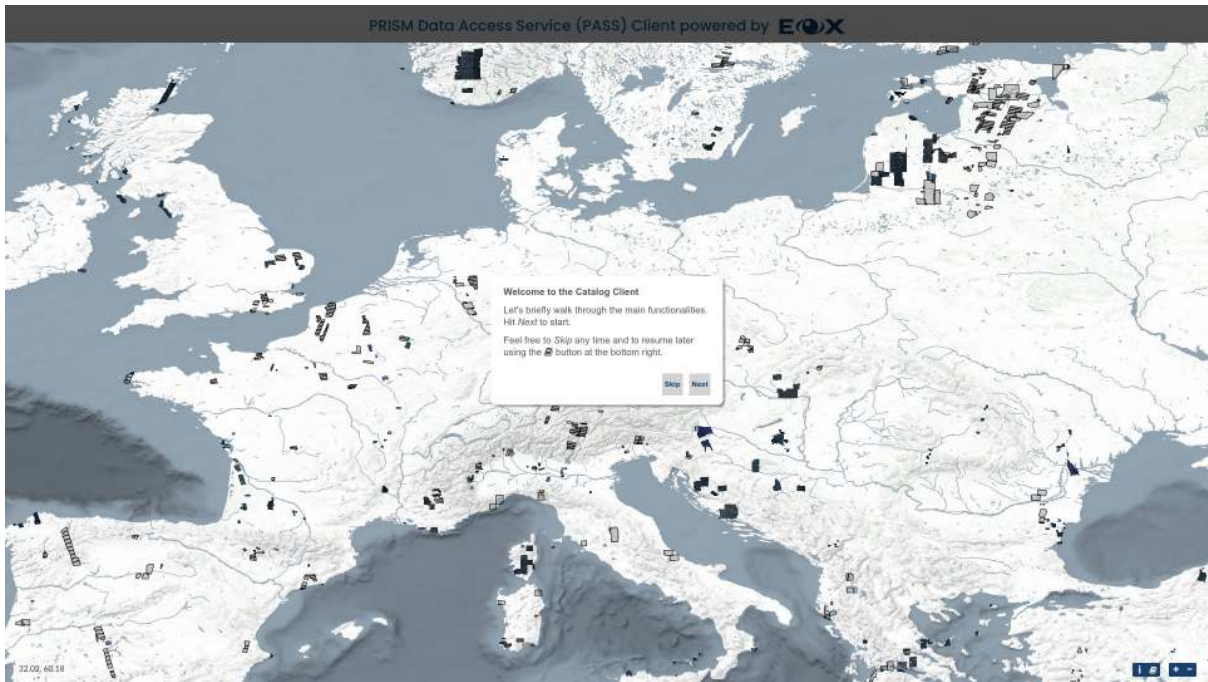 PRISM Data Access Service (PASS) Client powered by EOX
Welcome to the Catalog Client
Let's briefly walk through the main functionalities.
Hit Next to start.
Feel free to Skip any time and to resume later
using the button at the bottom right.
Skip Next
32.02, 60.18
i + −